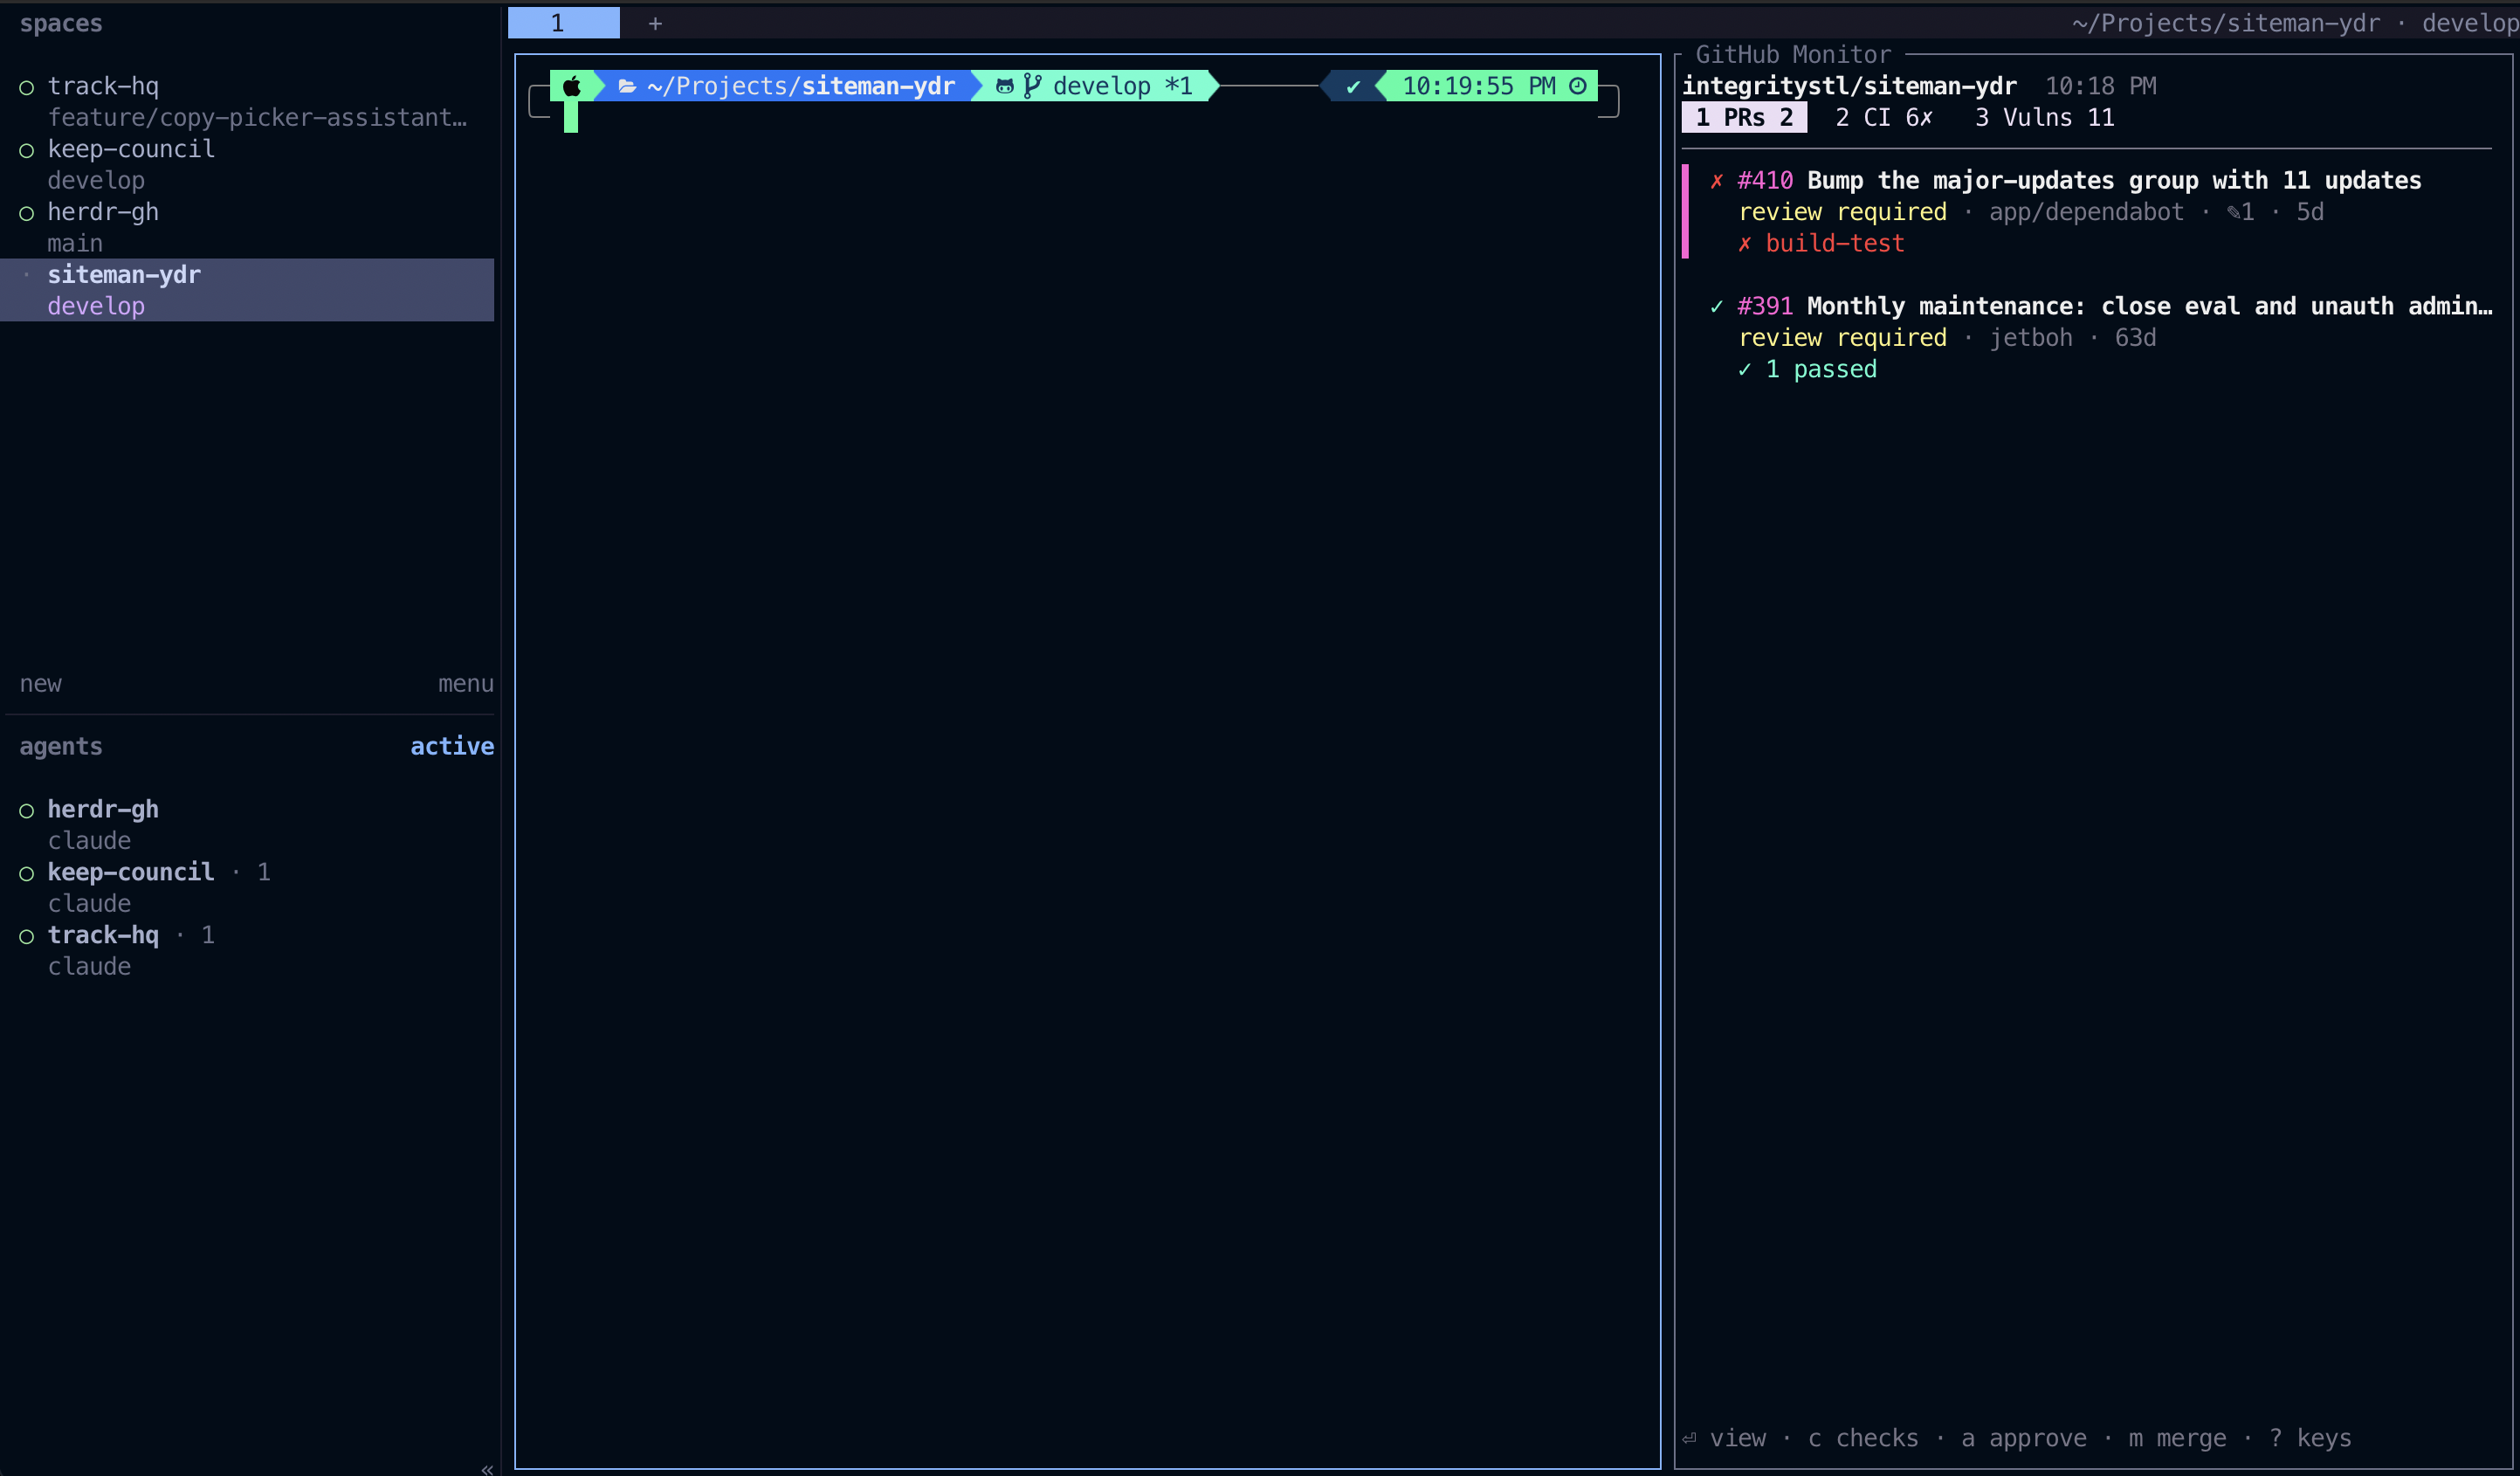 spaces
○ track-hq
feature/copy-picker-assistant…
○ keep-council
develop
○ herdr-gh
main
· siteman-ydr
develop
new menu
agents active
○ herdr-gh
claude
○ keep-council · 1
claude
○ track-hq · 1
claude
«
1 + ~/Projects/siteman-ydr · develop
~/Projects/siteman-ydr develop *1 ✔ 10:19:55 PM
GitHub Monitor
integritystl/siteman-ydr 10:18 PM
1 PRs 2 2 CI 6✗ 3 Vulns 11
✗ #410 Bump the major-updates group with 11 updates
review required · app/dependabot · ✎1 · 5d
✗ build-test
✓ #391 Monthly maintenance: close eval and unauth admin…
review required · jetboh · 63d
✓ 1 passed
⏎ view · c checks · a approve · m merge · ? keys